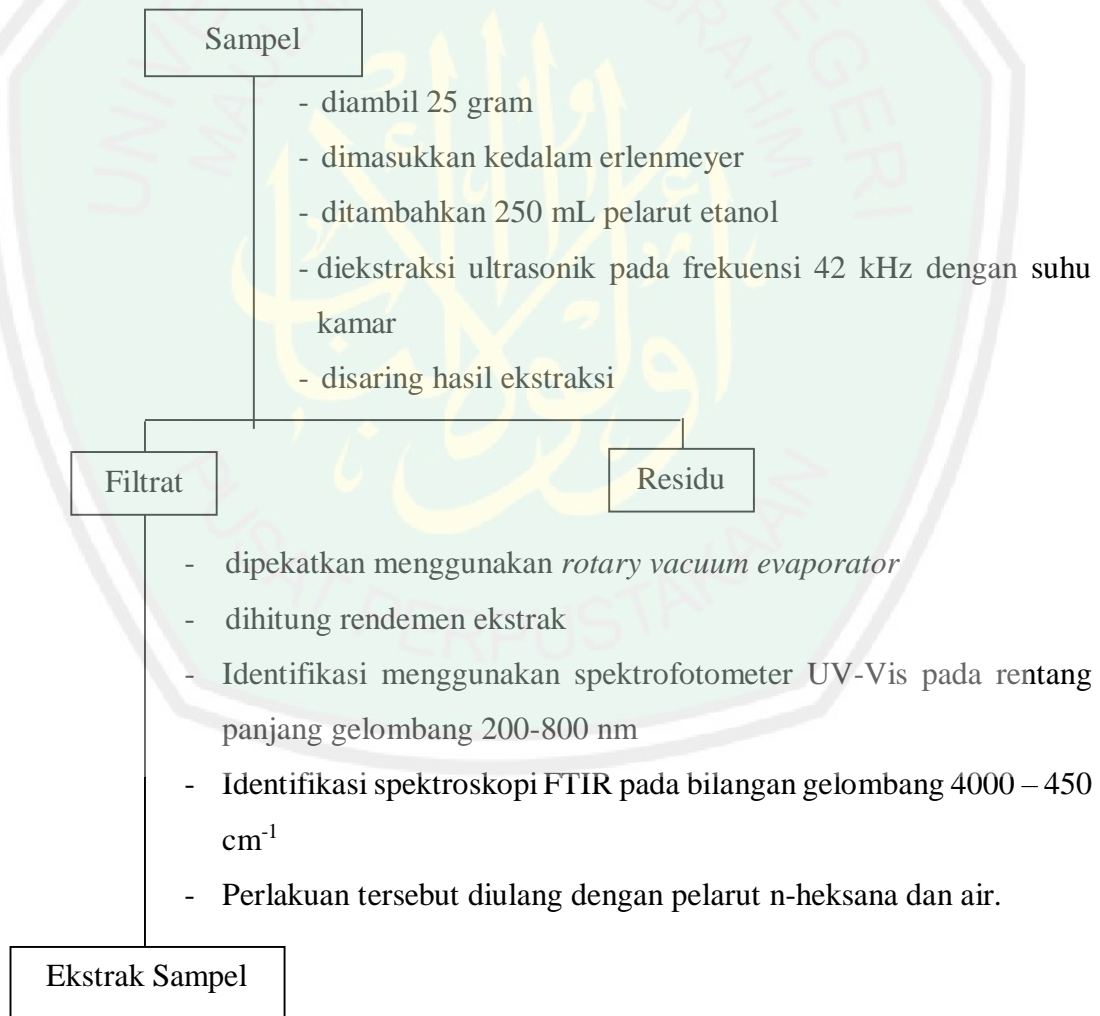 Sampel
- diambil 25 gram
- dimasukkan kedalam erlenmeyer
- ditambahkan 250 mL pelarut etanol
- diekstraksi ultrasonik pada frekuensi 42 kHz dengan suhu
kamar
- disaring hasil ekstraksi
Filtrat
Residu
- dipekatkan menggunakan rotary vacuum evaporator
- dihitung rendemen ekstrak
- Identifikasi menggunakan spektrofotometer UV-Vis pada rentang
panjang gelombang 200-800 nm
- Identifikasi spektroskopi FTIR pada bilangan gelombang 4000 – 450
cm-1
- Perlakuan tersebut diulang dengan pelarut n-heksana dan air.
Ekstrak Sampel
PUSAT PERPUSTAKAAN